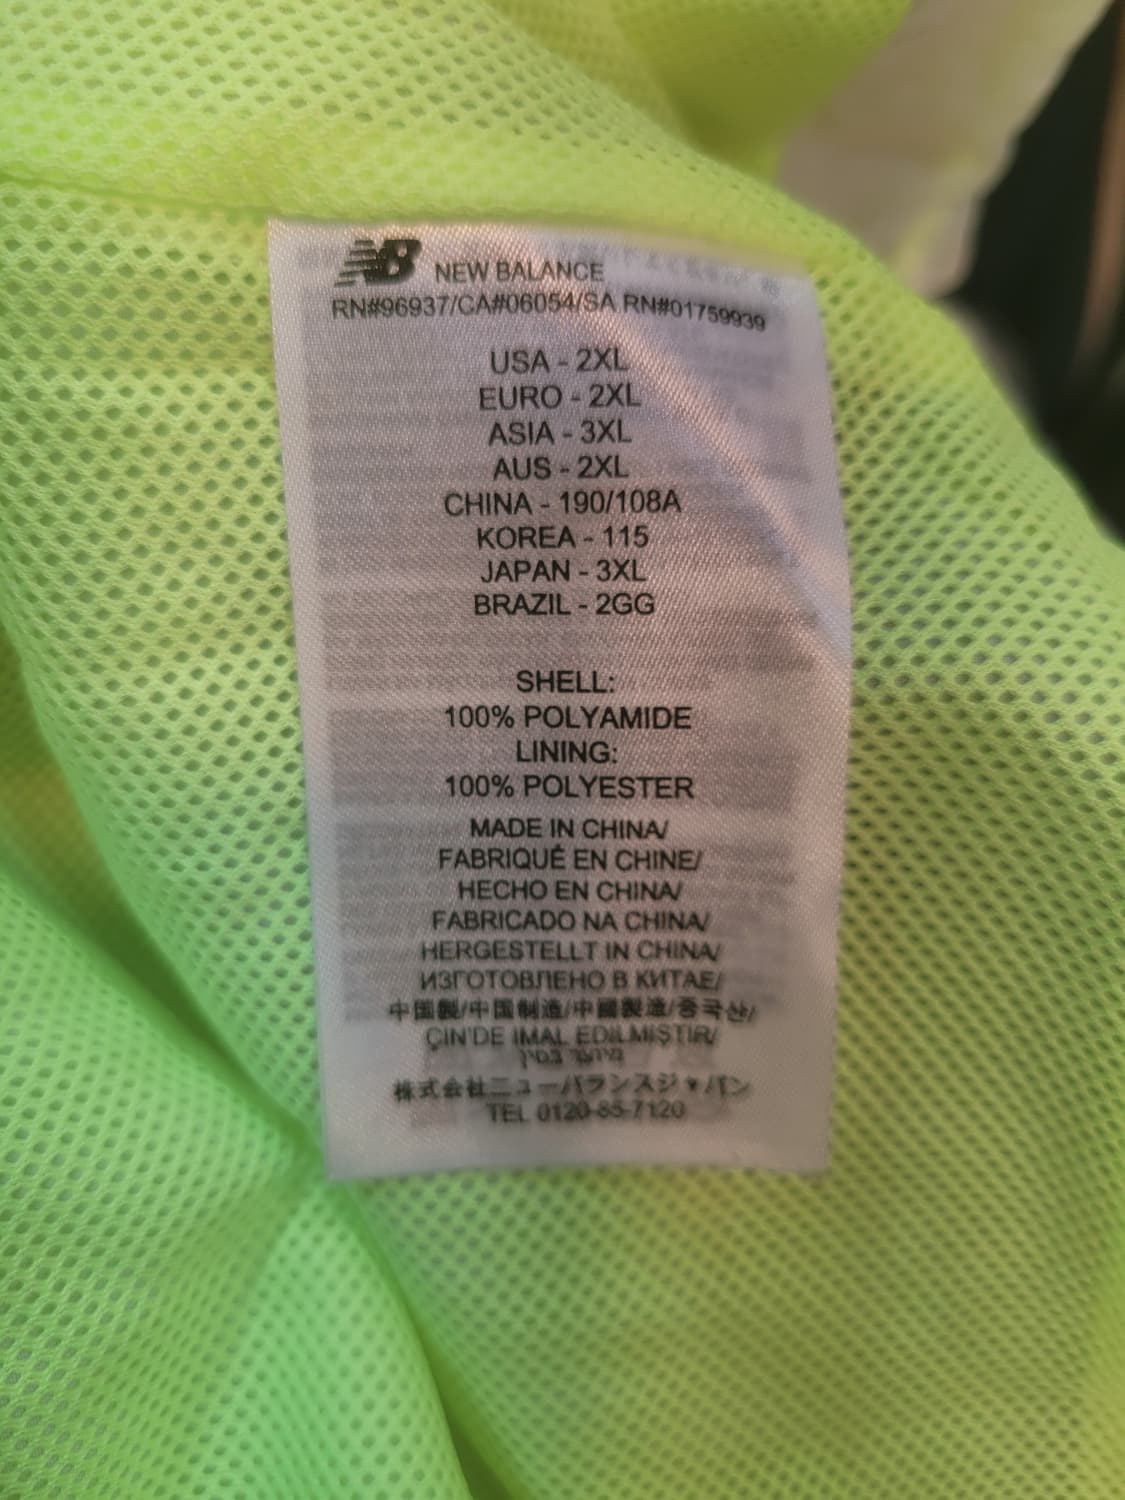 NB NEW BALANCE
RN#96937/CA#06054/SA RN#01759939
USA - 2XL
EURO - 2XL
ASIA - 3XL
AUS - 2XL
CHINA - 190/108A
KOREA - 115
JAPAN - 3XL
BRAZIL - 2GG
SHELL:
100% POLYAMIDE
LINING:
100% POLYESTER
MADE IN CHINA/
FABRIQUÉ EN CHINE/
HECHO EN CHINA/
FABRICADO NA CHINA/
HERGESTELLT IN CHINA/
ИЗГОТОВЛЕНО В КИТАЕ/
中国製/中国制造/中國製造/중국산/
ÇIN'DE IMAL EDILMIŞTIR/
מיוצר בסין
株式会社ニューバランスジャパン
TEL 0120-85-7120